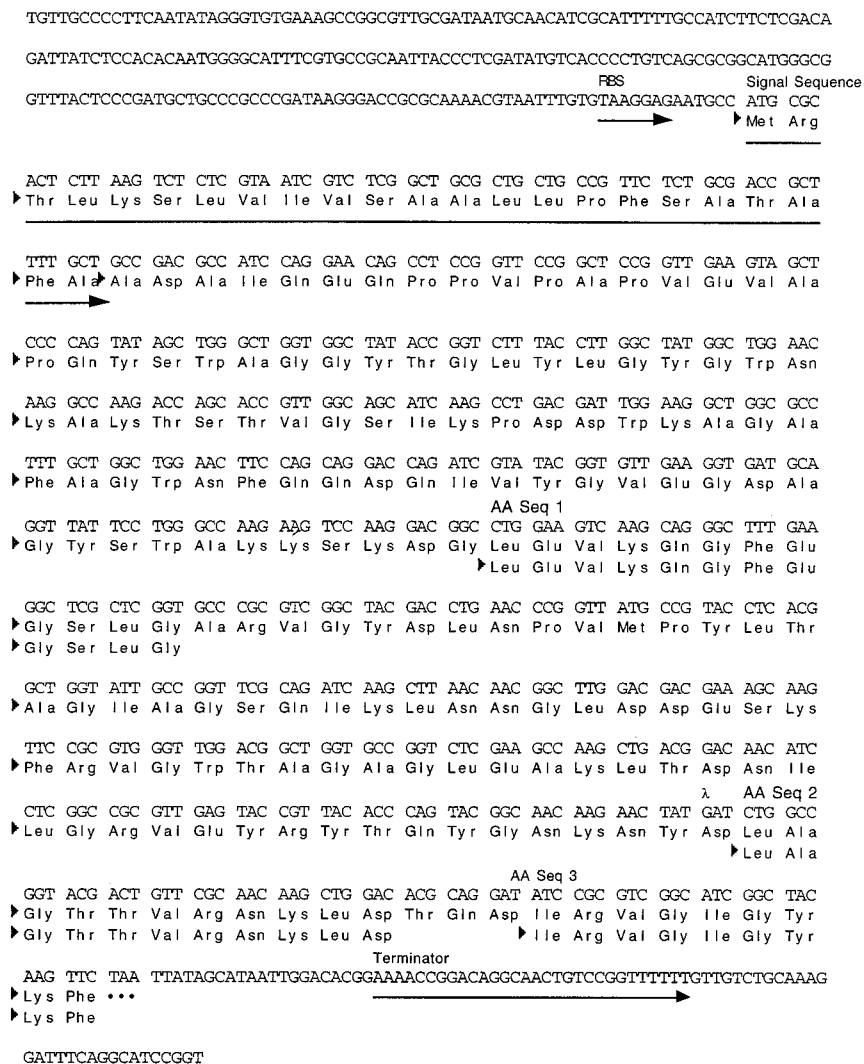 TGTTGCCCCTTCAATATAGGGTGTGAAAGCCGGCGTTGCGATAATGCAACATCGCATTTTTGCCATCTTCTCGACA
GATTATCTCCACACAATGGGGCATTTCGTGCCGCAATTACCCTCGATATGTCACCCCTGTCAGCGCGGCATGGGCG
RBS Signal Sequence
GTTTACTCCCGATGCTGCCCGCCCGATAAGGGACCGCGCAAAACGTAATTTGTGTAAGGAGAATGCC ATG CGC
Met Arg
ACT CTT AAG TCT CTC GTA ATC GTC TCG GCT GCG CTG CTG CCG TTC TCT GCG ACC GCT
Thr Leu Lys Ser Leu Val Ile Val Ser Ala Ala Leu Leu Pro Phe Ser Ala Thr Ala
TTT GCT GCC GAC GCC ATC CAG GAA CAG CCT CCG GTT CCG GCT CCG GTT GAA GTA GCT
Phe Ala Ala Asp Ala Ile Gln Glu Gln Pro Pro Val Pro Ala Pro Val Glu Val Ala
CCC CAG TAT AGC TGG GCT GGT GGC TAT ACC GGT CTT TAC CTT GGC TAT GGC TGG AAC
Pro Gln Tyr Ser Trp Ala Gly Gly Tyr Thr Gly Leu Tyr Leu Gly Tyr Gly Trp Asn
AAG GCC AAG ACC AGC ACC GTT GGC AGC ATC AAG CCT GAC GAT TGG AAG GCT GGC GCC
Lys Ala Lys Thr Ser Thr Val Gly Ser Ile Lys Pro Asp Asp Trp Lys Ala Gly Ala
TTT GCT GGC TGG AAC TTC CAG CAG GAC CAG ATC GTA TAC GGT GTT GAA GGT GAT GCA
Phe Ala Gly Trp Asn Phe Gln Gln Asp Gln Ile Val Tyr Gly Val Glu Gly Asp Ala
AA Seq 1
GGT TAT TCC TGG GCC AAG AAG TCC AAG GAC GGC CTG GAA GTC AAG CAG GGC TTT GAA
Gly Tyr Ser Trp Ala Lys Lys Ser Lys Asp Gly Leu Glu Val Lys Gln Gly Phe Glu
Leu Glu Val Lys Gln Gly Phe Glu
GGC TCG CTC GGT GCC CGC GTC GGC TAC GAC CTG AAC CCG GTT ATG CCG TAC CTC ACG
Gly Ser Leu Gly Ala Arg Val Gly Tyr Asp Leu Asn Pro Val Met Pro Tyr Leu Thr
Gly Ser Leu Gly
GCT GGT ATT GCC GGT TCG CAG ATC AAG CTT AAC AAC GGC TTG GAC GAC GAA AGC AAG
Ala Gly Ile Ala Gly Ser Gln Ile Lys Leu Asn Asn Gly Leu Asp Asp Glu Ser Lys
TTC CGC GTG GGT TGG ACG GCT GGT GCC GGT CTC GAA GCC AAG CTG ACG GAC AAC ATC
Phe Arg Val Gly Trp Thr Ala Gly Ala Gly Leu Glu Ala Lys Leu Thr Asp Asn Ile
λ AA Seq 2
CTC GGC CGC GTT GAG TAC CGT TAC ACC CAG TAC GGC AAC AAG AAC TAT GAT CTG GCC
Leu Gly Arg Val Glu Tyr Arg Tyr Thr Gln Tyr Gly Asn Lys Asn Tyr Asp Leu Ala
Leu Ala
AA Seq 3
GGT ACG ACT GTT CGC AAC AAG CTG GAC ACG CAG GAT ATC CGC GTC GGC ATC GGC TAC
Gly Thr Thr Val Arg Asn Lys Leu Asp Thr Gln Asp Ile Arg Val Gly Ile Gly Tyr
Gly Thr Thr Val Arg Asn Lys Leu Asp Ile Arg Val Gly Ile Gly Tyr
Terminator
AAG TTC TAA TTATAGCATAATTGGACACGGAAAACCGGACAGGCAACTGTCCGGTTTTTTGTTGTCTGCAAAG
Lys Phe •••
Lys Phe
GATTTCAGGCATCCGGT